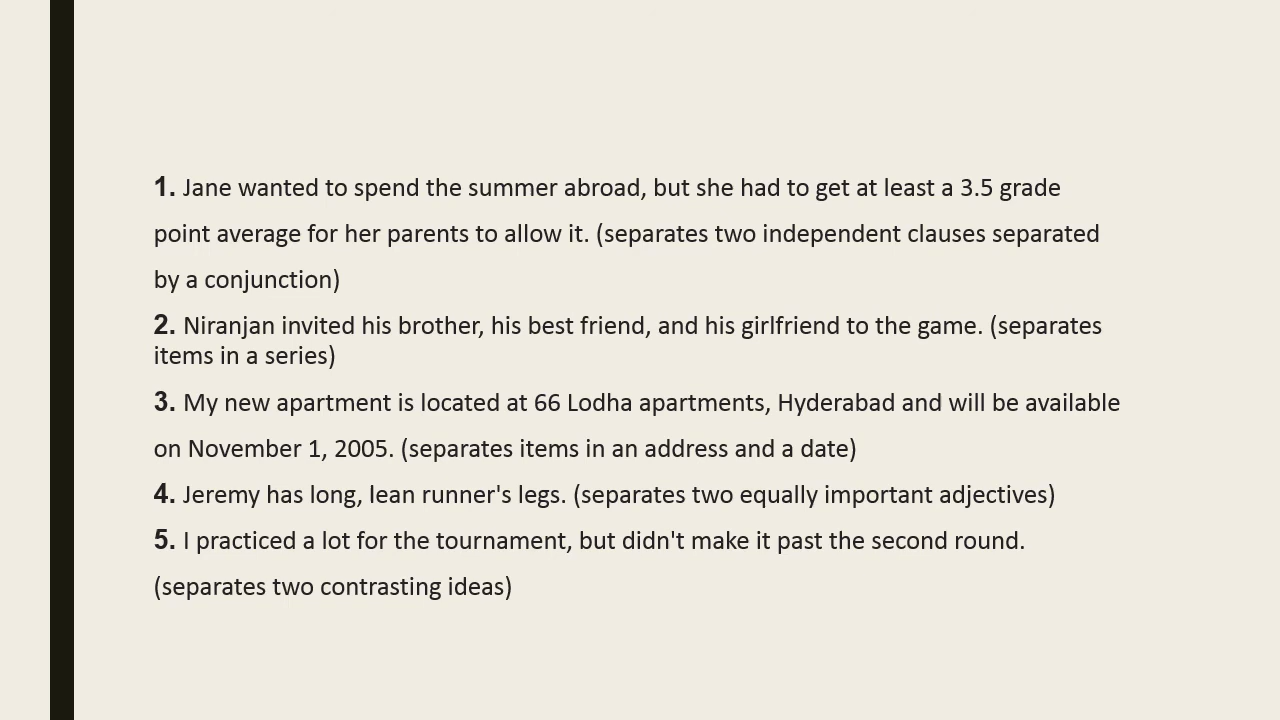 1. Jane wanted to spend the summer abroad, but she had to get at least a 3.5 grade
point average for her parents to allow it. (separates two independent clauses separated
by a conjunction)
2. Niranjan invited his brother, his best friend, and his girlfriend to the game. (separates
items in a series)
3. My new apartment is located at 66 Lodha apartments, Hyderabad and will be available
on November 1, 2005. (separates items in an address and a date)
4. Jeremy has long, lean runner's legs. (separates two equally important adjectives)
5. I practiced a lot for the tournament, but didn't make it past the second round.
(separates two contrasting ideas)